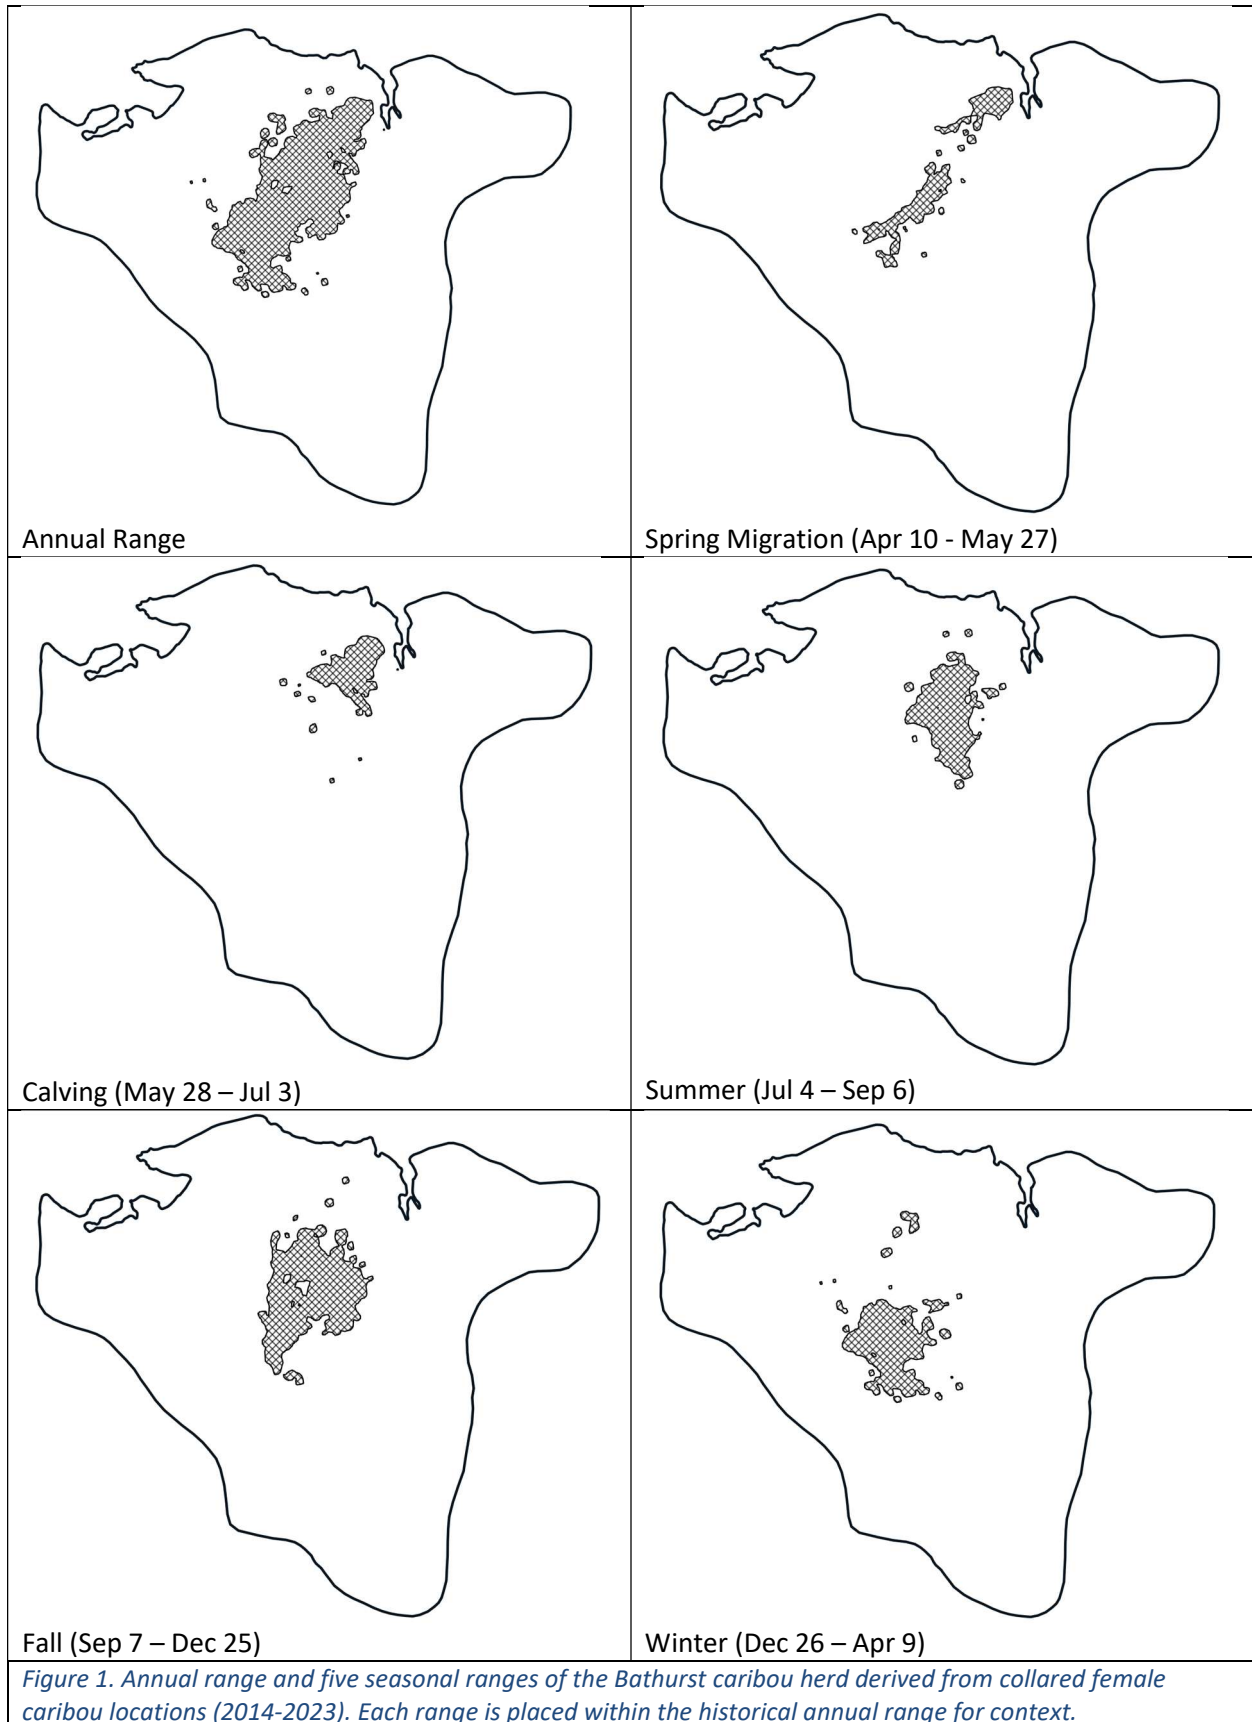 Annual Range
Spring Migration (Apr 10 - May 27)
Calving (May 28 – Jul 3)
Summer (Jul 4 – Sep 6)
Fall (Sep 7 – Dec 25)
Winter (Dec 26 – Apr 9)
Figure 1. Annual range and five seasonal ranges of the Bathurst caribou herd derived from collared female
caribou locations (2014-2023). Each range is placed within the historical annual range for context.